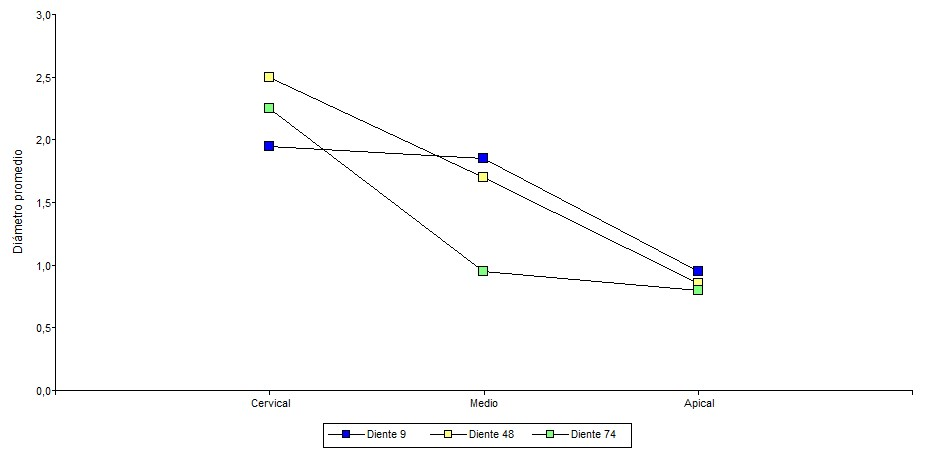 3,0
2,5
2,0
1,5
1,0
0,5
0,0
Diámetro promedio
Cervical Medio Apical
Diente 9 Diente 48 Diente 74